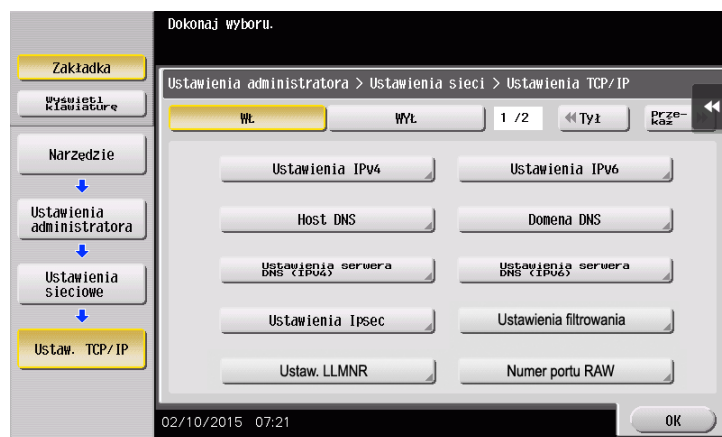 Dokonaj wyboru.
Zakładka
Wyświetl
klawiaturę
Ustawienia administratora > Ustawienia sieci > Ustawienia TCP/IP
WŁ
WYŁ
1 /2
Tył
Prze-
każ
Narzędzie
Ustawienia
administratora
Ustawienia
sieciowe
Ustaw. TCP/IP
Ustawienia IPv4
Ustawienia IPv6
Host DNS
Domena DNS
Ustawienia serwera
DNS (IPv4)
Ustawienia serwera
DNS (IPv6)
Ustawienia Ipsec
Ustawienia filtrowania
Ustaw. LLMNR
Numer portu RAW
02/10/2015 07:21
OK